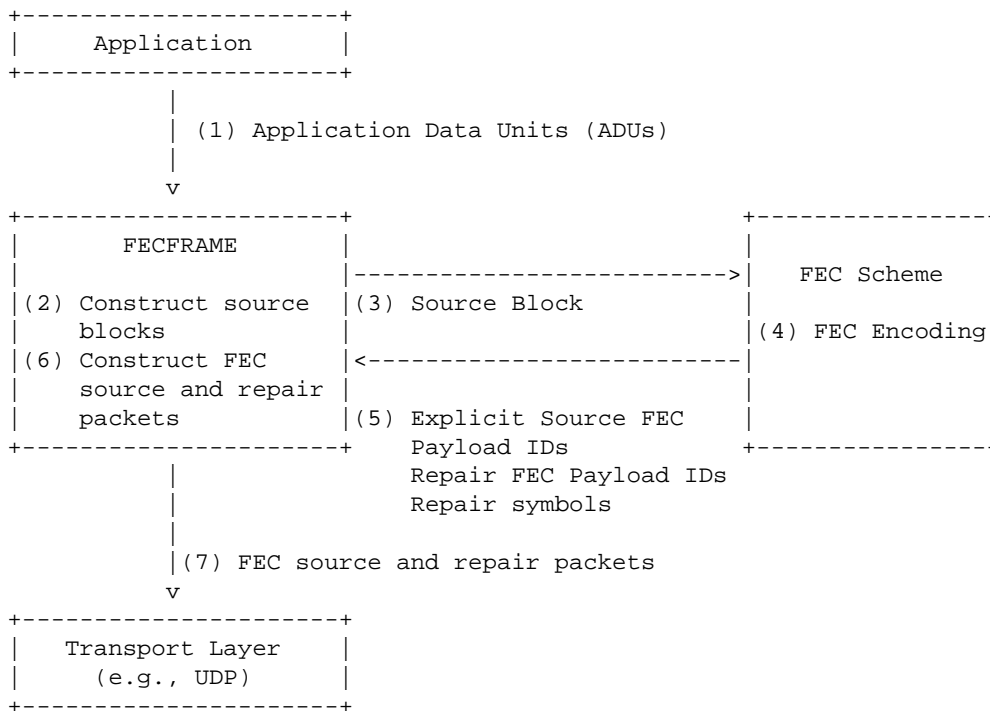 Application
(1) Application Data Units (ADUs)
v
FECFRAME
FEC Scheme
(2) Construct source
blocks
(3) Source Block
(4) FEC Encoding
(6) Construct FEC
source and repair
packets
(5) Explicit Source FEC
Payload IDs
Repair FEC Payload IDs
Repair symbols
(7) FEC source and repair packets
v
Transport Layer
(e.g., UDP)